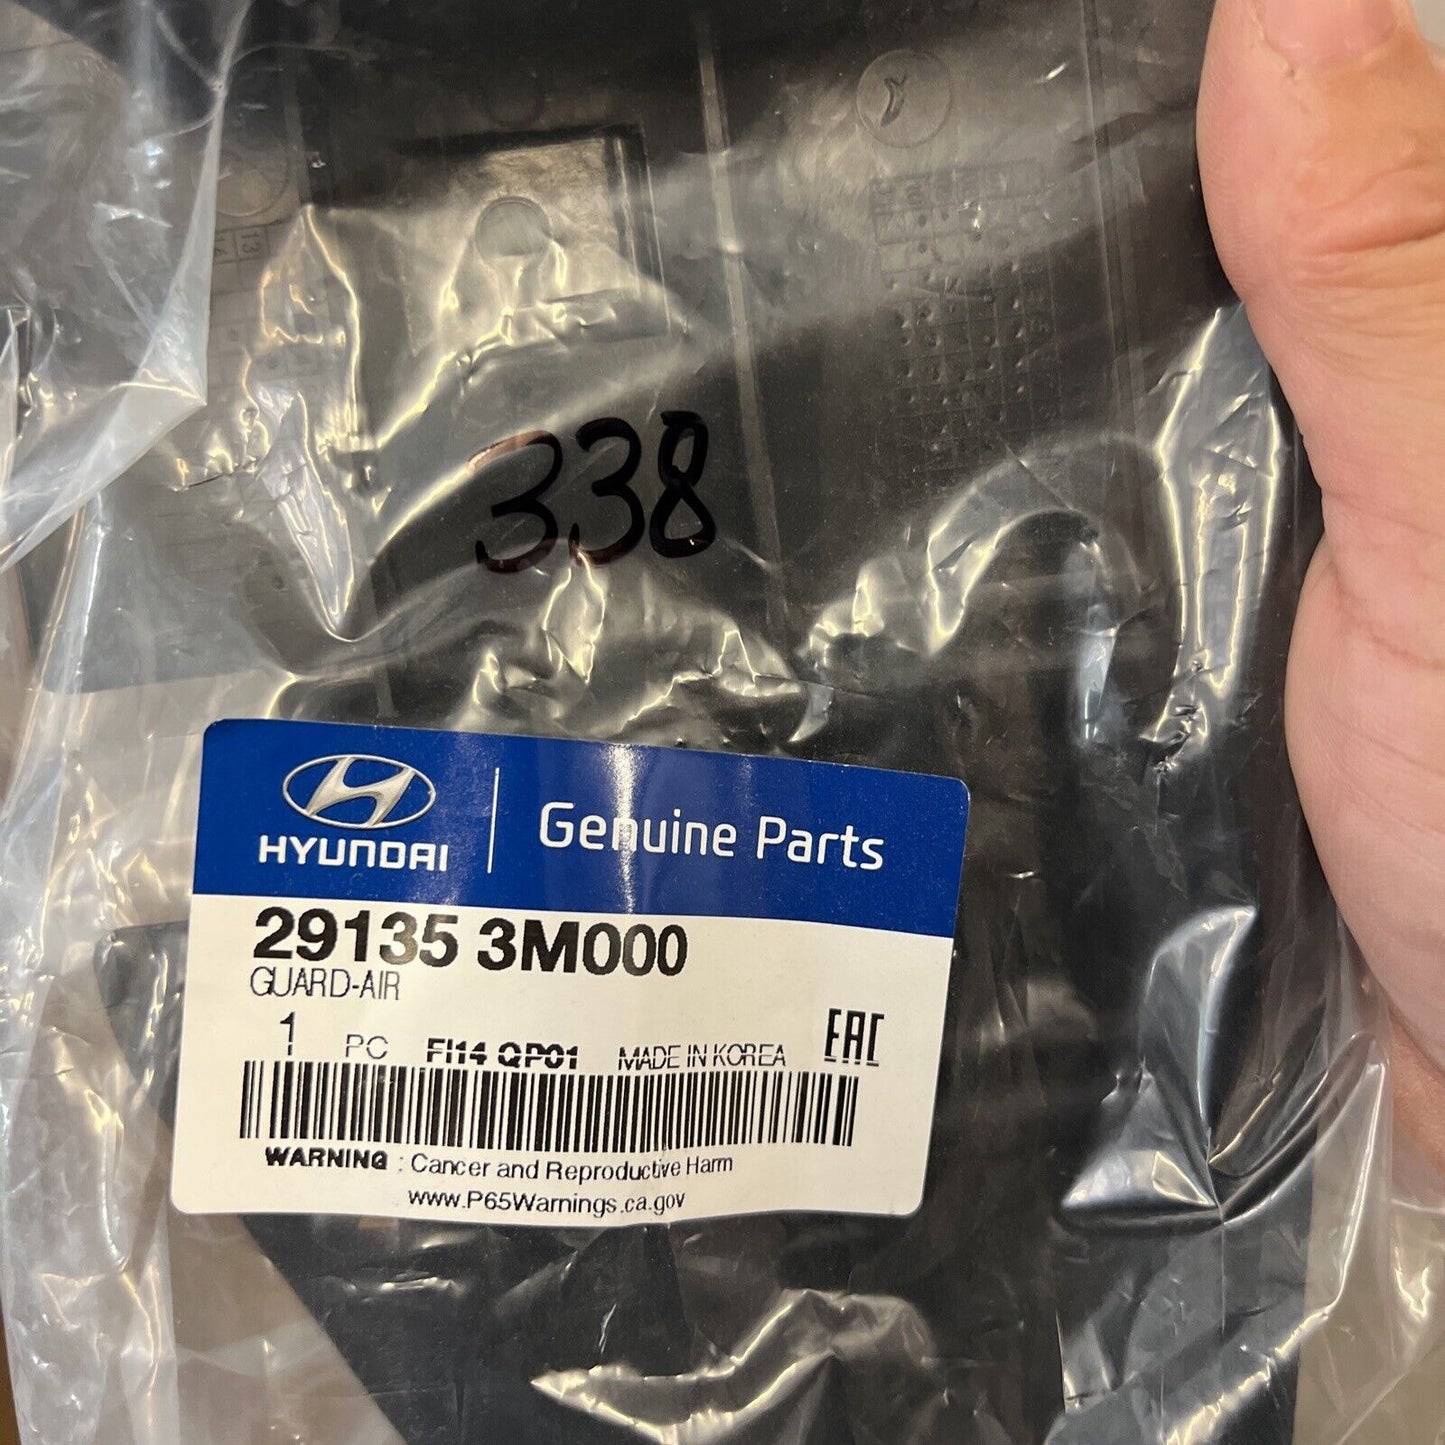 338
HYUNDAI
Genuine Parts
29135 3M000
GUARD-AIR
1 PC FI14 QP01 MADE IN KOREA EAC
WARNING : Cancer and Reproductive Harm
www.P65Warnings.ca.gov